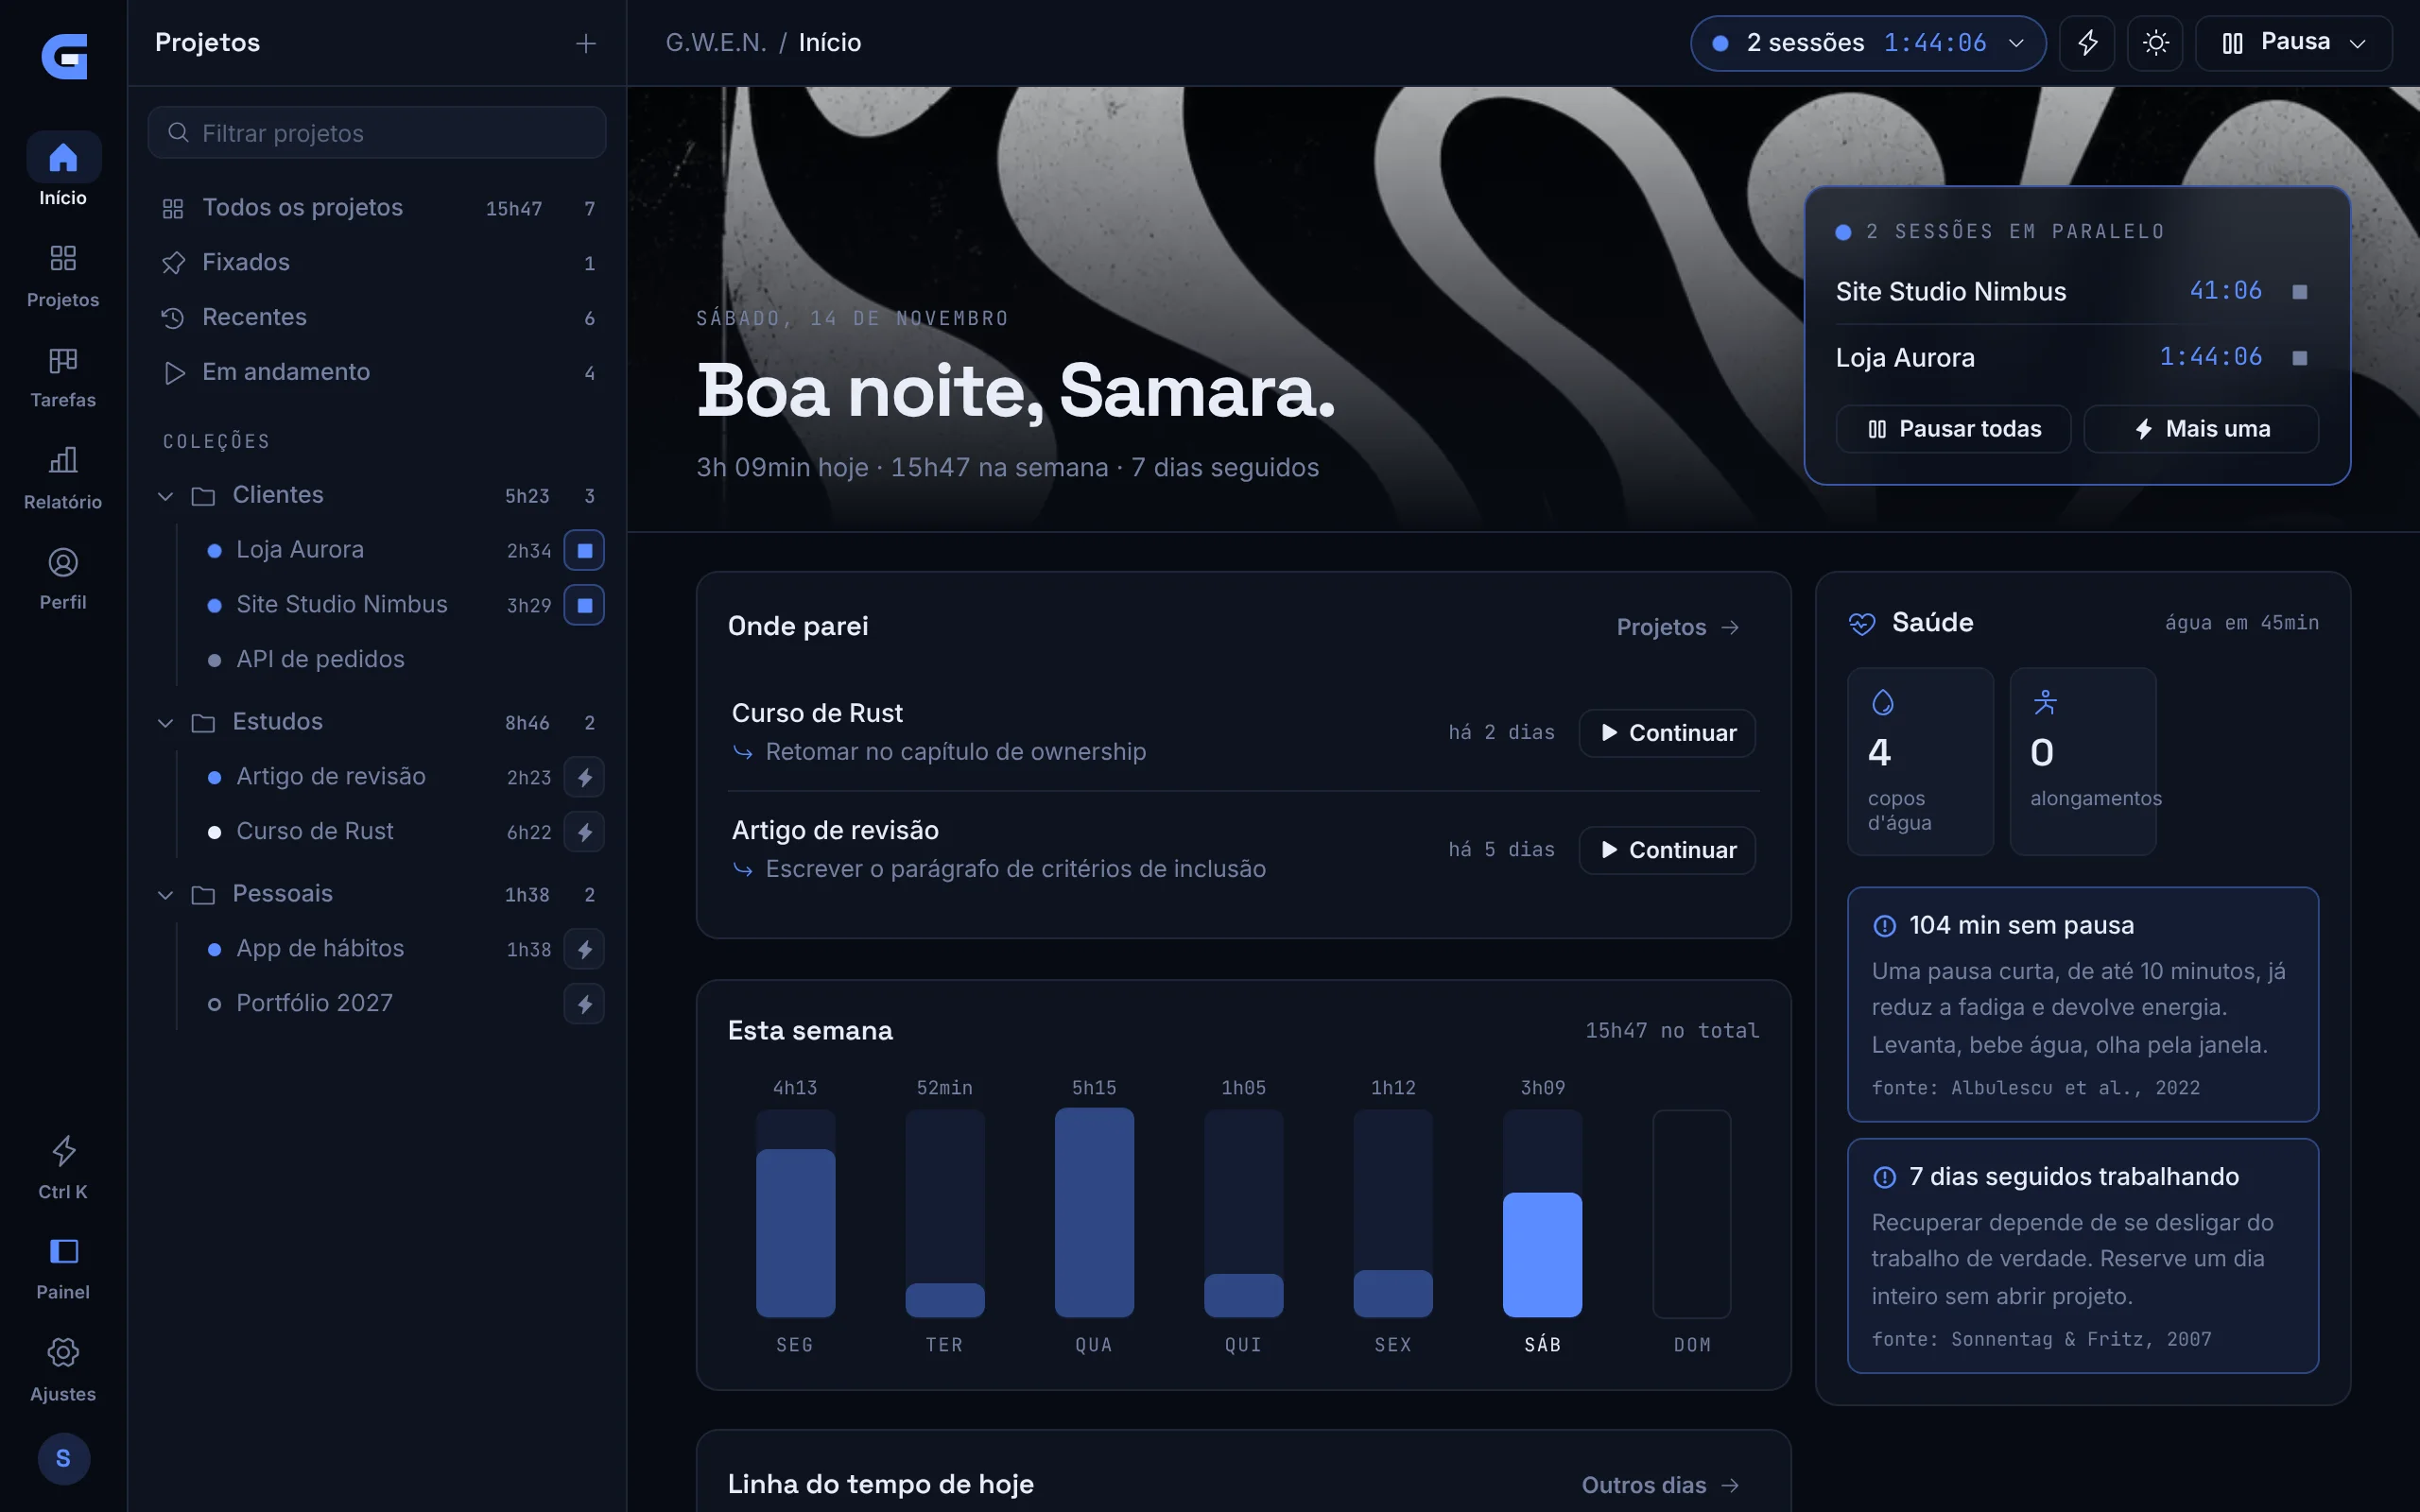 G
Início
Projetos
Tarefas
Relatório
Perfil
Ctrl K
Painel
Ajustes
S
Projetos
Filtrar projetos
Todos os projetos 15h47 7
Fixados 1
Recentes 6
Em andamento 4
COLEÇÕES
Clientes 5h23 3
Loja Aurora 2h34
Site Studio Nimbus 3h29
API de pedidos
Estudos 8h46 2
Artigo de revisão 2h23
Curso de Rust 6h22
Pessoais 1h38 2
App de hábitos 1h38
Portfólio 2027
G.W.E.N. / Início
2 sessões 1:44:06
Pausa
SÁBADO, 14 DE NOVEMBRO
Boa noite, Samara.
3h 09min hoje · 15h47 na semana · 7 dias seguidos
2 SESSÕES EM PARALELO
Site Studio Nimbus 41:06
Loja Aurora 1:44:06
Pausar todas Mais uma
Onde parei Projetos →
Curso de Rust
Retomar no capítulo de ownership
há 2 dias Continuar
Artigo de revisão
Escrever o parágrafo de critérios de inclusão
há 5 dias Continuar
Esta semana 15h47 no total
4h13 52min 5h15 1h05 1h12 3h09
SEG TER QUA QUI SEX SÁB DOM
Linha do tempo de hoje Outros dias →
Saúde água em 45min
4
copos
d'água
0
alongamentos
104 min sem pausa
Uma pausa curta, de até 10 minutos, já
reduz a fadiga e devolve energia.
Levanta, bebe água, olha pela janela.
fonte: Albulescu et al., 2022
7 dias seguidos trabalhando
Recuperar depende de se desligar do
trabalho de verdade. Reserve um dia
inteiro sem abrir projeto.
fonte: Sonnentag & Fritz, 2007